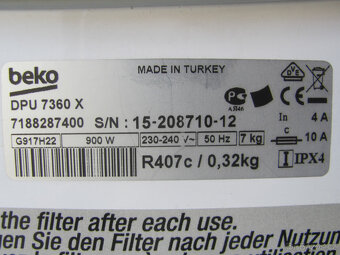 beko
MADE IN TURKEY
DPU 7360 X
7188287400 S/N : 15-208710-12
In 4A
10 A
G917H22 900 W 230-240 V~ 50 Hz 7 kg
R407c / 0,32kg
IPX4
the filter after each use.
en Sie den Filter nach jeder Nutzun